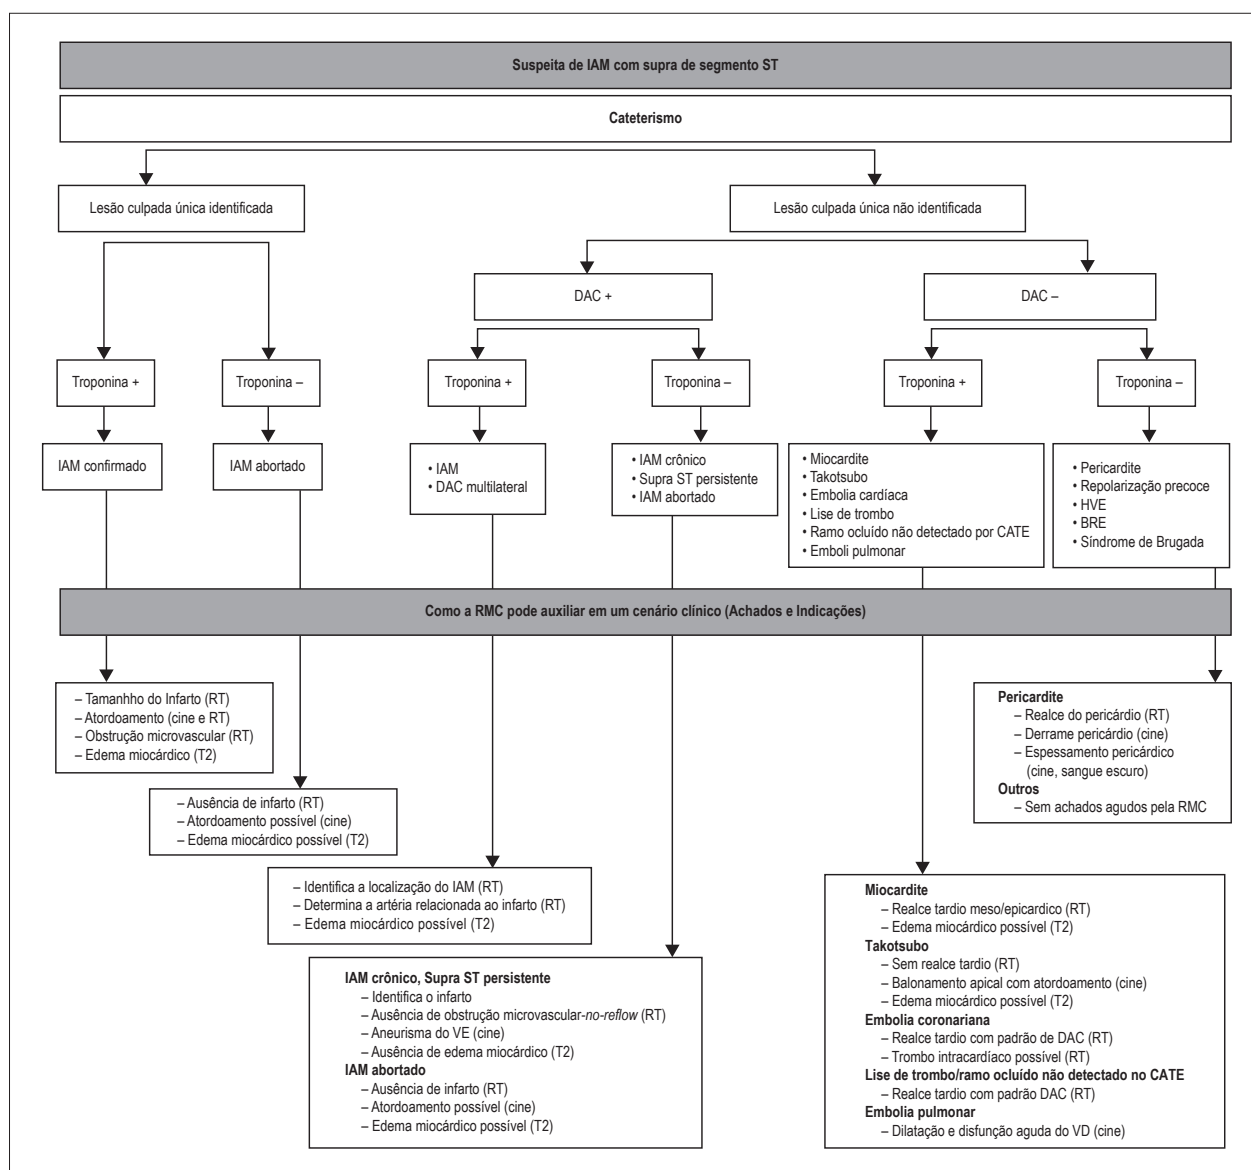 Suspeita de IAM com supra de segmento ST
Cateterismo
Lesão culpada única identificada
Lesão culpada única não identificada
DAC +
DAC –
Troponina +
Troponina –
Troponina +
Troponina –
Troponina +
Troponina –
IAM confirmado
IAM abortado
• IAM
• DAC multilateral
• IAM crônico
• Supra ST persistente
• IAM abortado
• Miocardite
• Takotsubo
• Embolia cardíaca
• Lise de trombo
• Ramo ocluído não detectado por CATE
• Emboli pulmonar
• Pericardite
• Repolarização precoce
• HVE
• BRE
• Síndrome de Brugada
Como a RMC pode auxiliar em um cenário clínico (Achados e Indicações)
– Tamanhho do Infarto (RT)
– Atordoamento (cine e RT)
– Obstrução microvascular (RT)
– Edema miocárdico (T2)
– Ausência de infarto (RT)
– Atordoamento possível (cine)
– Edema miocárdico possível (T2)
– Identifica a localização do IAM (RT)
– Determina a artéria relacionada ao infarto (RT)
– Edema miocárdico possível (T2)
IAM crônico, Supra ST persistente
– Identifica o infarto
– Ausência de obstrução microvascular-no-reflow (RT)
– Aneurisma do VE (cine)
– Ausência de edema miocárdico (T2)
IAM abortado
– Ausência de infarto (RT)
– Atordoamento possível (cine)
– Edema miocárdico possível (T2)
Miocardite
– Realce tardio meso/epicardico (RT)
– Edema miocárdico possível (T2)
Takotsubo
– Sem realce tardio (RT)
– Balonamento apical com atordoamento (cine)
– Edema miocárdico possível (T2)
Embolia coronariana
– Realce tardio com padrão de DAC (RT)
– Trombo intracardíaco possível (RT)
Lise de trombo/ramo ocluído não detectado no CATE
– Realce tardio com padrão DAC (RT)
Embolia pulmonar
– Dilatação e disfunção aguda do VD (cine)
Pericardite
– Realce do pericárdio (RT)
– Derrame pericárdio (cine)
– Espessamento pericárdico
(cine, sangue escuro)
Outros
– Sem achados agudos pela RMC